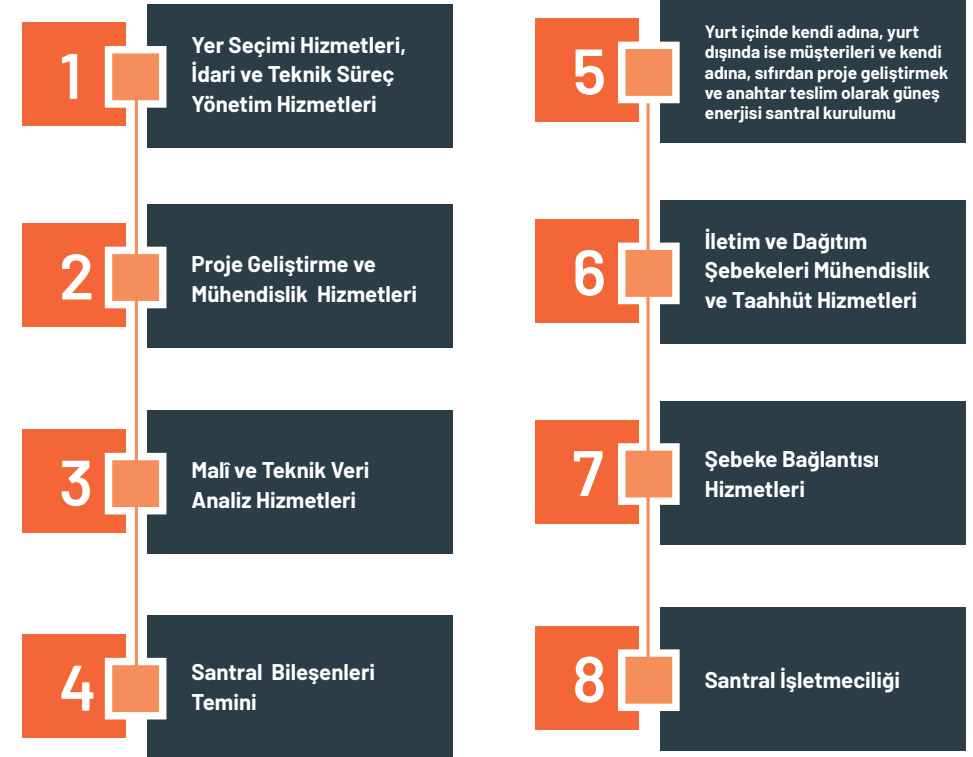 1
Yer Seçimi Hizmetleri,
İdari ve Teknik Süreç
Yönetim Hizmetleri
2
Proje Geliştirme ve
Mühendislik Hizmetleri
3
Malî ve Teknik Veri
Analiz Hizmetleri
4
Santral Bileşenleri
Temini
5
Yurt içinde kendi adına, yurt
dışında ise müşterileri ve kendi
adına, sıfırdan proje geliştirmek
ve anahtar teslim olarak güneş
enerjisi santral kurulumu
6
İletim ve Dağıtım
Şebekeleri Mühendislik
ve Taahhüt Hizmetleri
7
Şebeke Bağlantısı
Hizmetleri
8
Santral İşletmeciliği